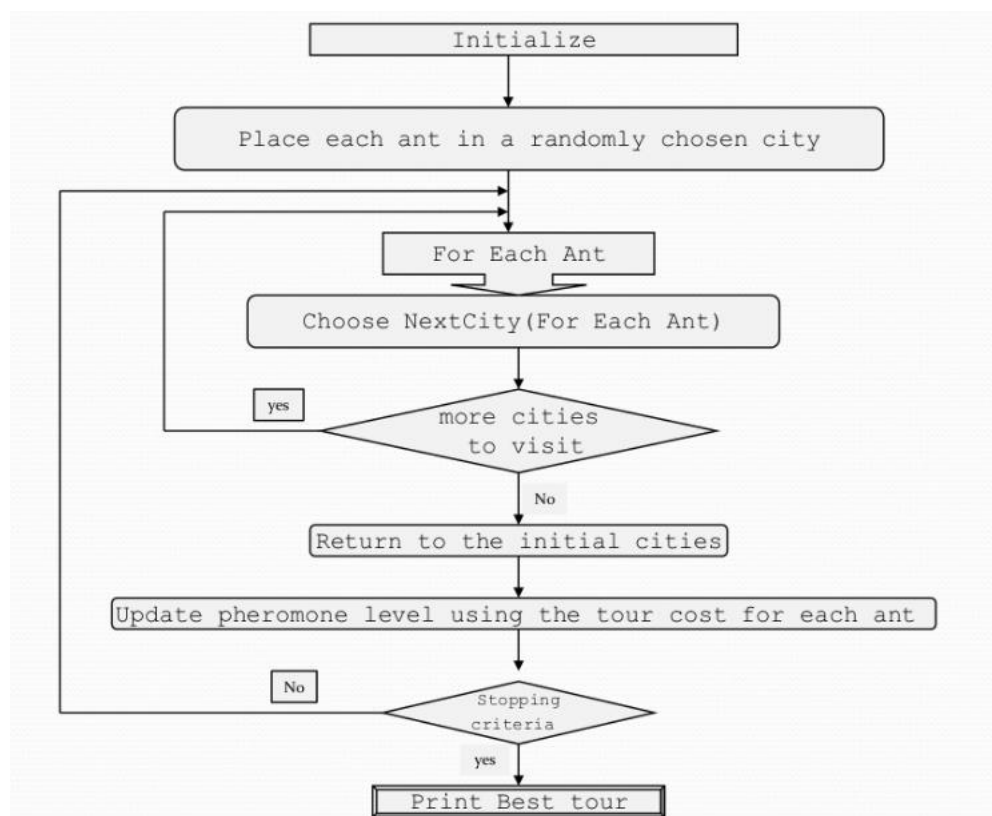 Initialize
Place each ant in a randomly chosen city
For Each Ant
Choose NextCity(For Each Ant)
yes
more cities
to visit
No
Return to the initial cities
Update pheromone level using the tour cost for each ant
No
Stopping
criteria
yes
Print Best tour